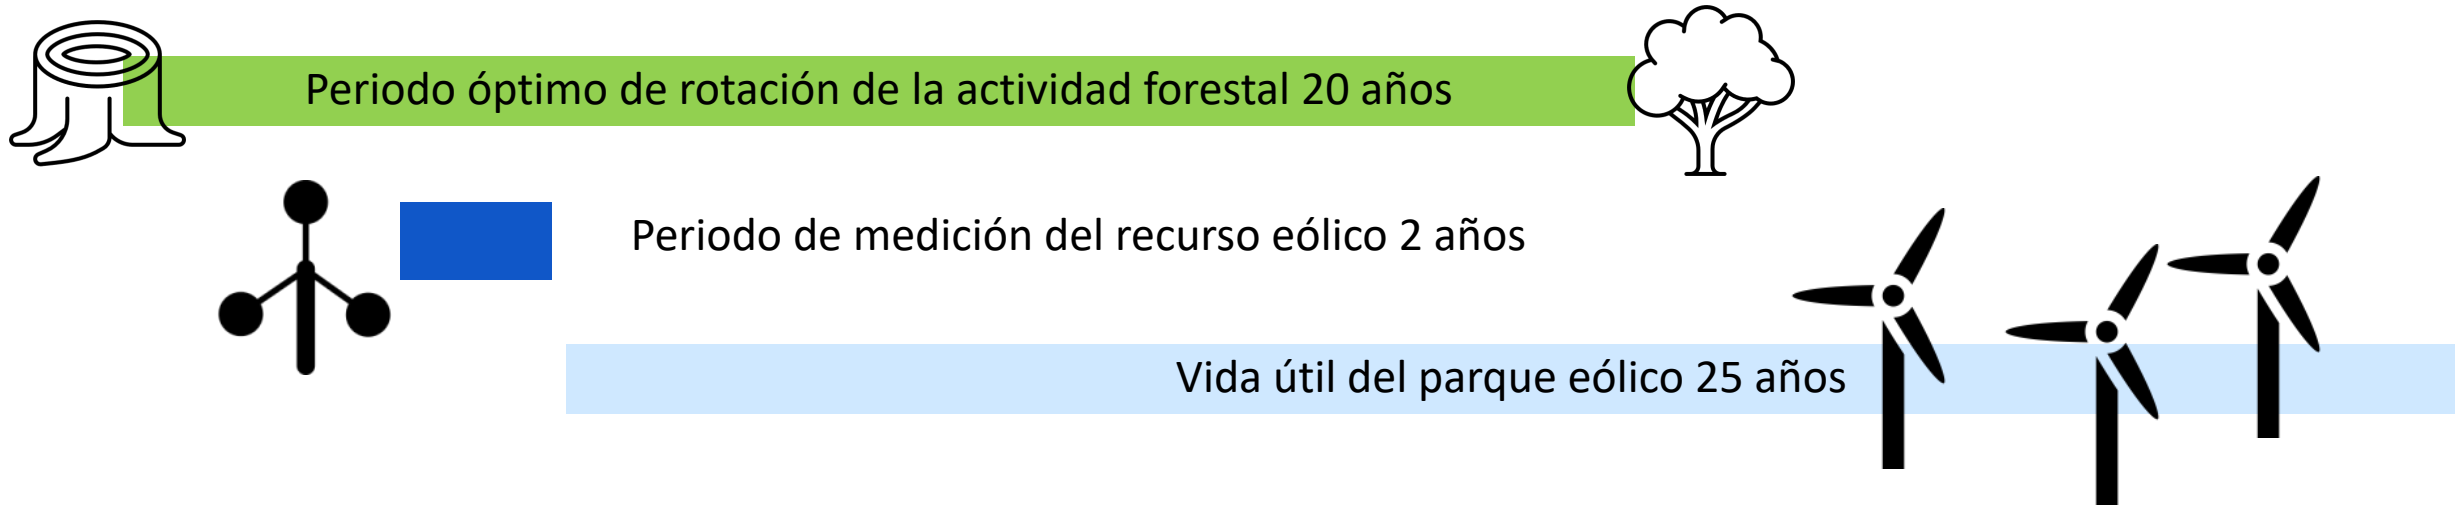 Periodo óptimo de rotación de la actividad forestal 20 años
Periodo de medición del recurso eólico 2 años
Vida útil del parque eólico 25 años